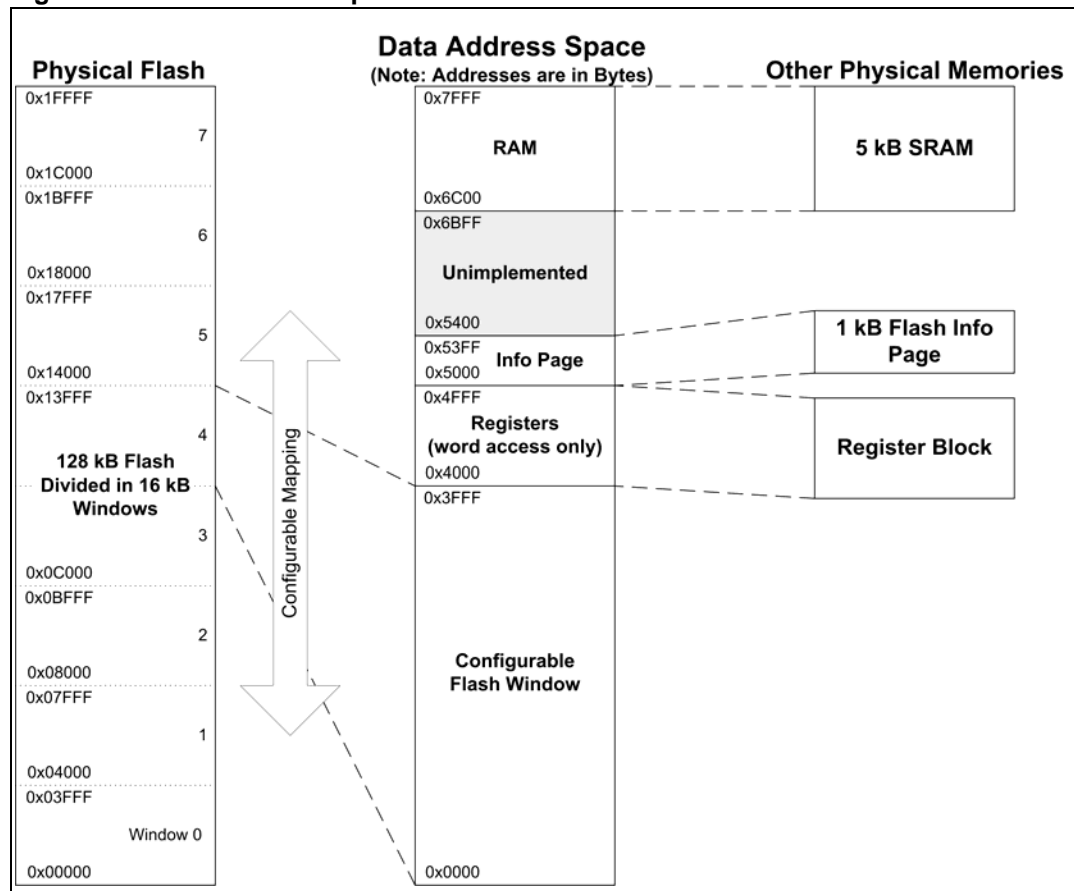 Data Address Space
(Note: Addresses are in Bytes)
Physical Flash
Other Physical Memories
0x1FFFF
7
0x1C000
0x1BFFF
6
0x18000
0x17FFF
5
0x14000
0x13FFF
4
128 kB Flash
Divided in 16 kB
Windows
3
0x0C000
0x0BFFF
2
0x08000
0x07FFF
1
0x04000
0x03FFF
Window 0
0x00000
Configurable Mapping
0x7FFF
RAM
0x6C00
0x6BFF
Unimplemented
0x5400
0x53FF
Info Page
0x5000
0x4FFF
Registers
(word access only)
0x4000
0x3FFF
Configurable
Flash Window
0x0000
5 kB SRAM
1 kB Flash Info
Page
Register Block